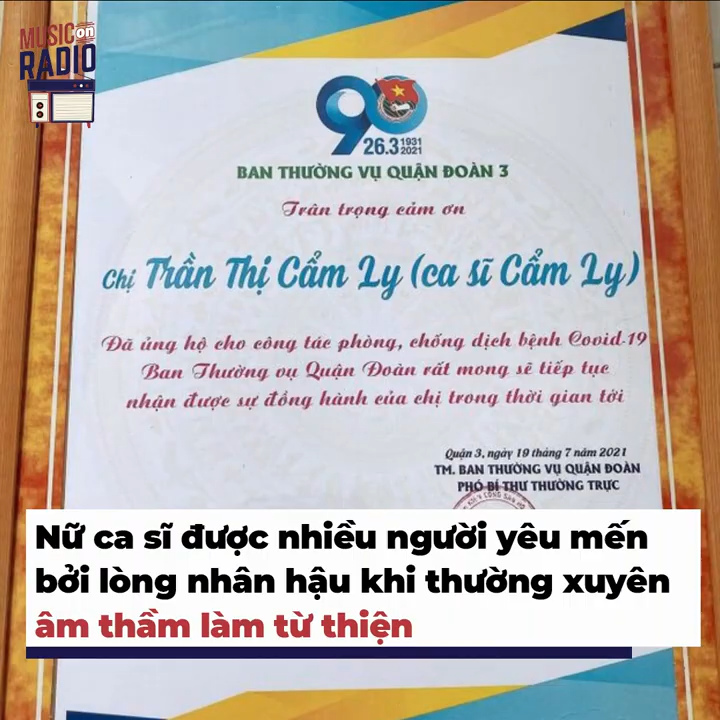 MUSIC on
RADIO
90
26.3 1931 2021
BAN THƯỜNG VỤ QUẬN ĐOÀN 3
Trân trọng cảm ơn
Chị Trần Thị Cẩm Ly (ca sĩ Cẩm Ly)
Đã ủng hộ cho công tác phòng, chống dịch bệnh Covid-19
Ban Thường vụ Quận Đoàn rất mong sẽ tiếp tục
nhận được sự đồng hành của chị trong thời gian tới
Quận 3, ngày 19 tháng 7 năm 2021
TM. BAN THƯỜNG VỤ QUẬN ĐOÀN
PHÓ BÍ THƯ THƯỜNG TRỰC
Nữ ca sĩ được nhiều người yêu mến
bởi lòng nhân hậu khi thường xuyên
âm thầm làm từ thiện